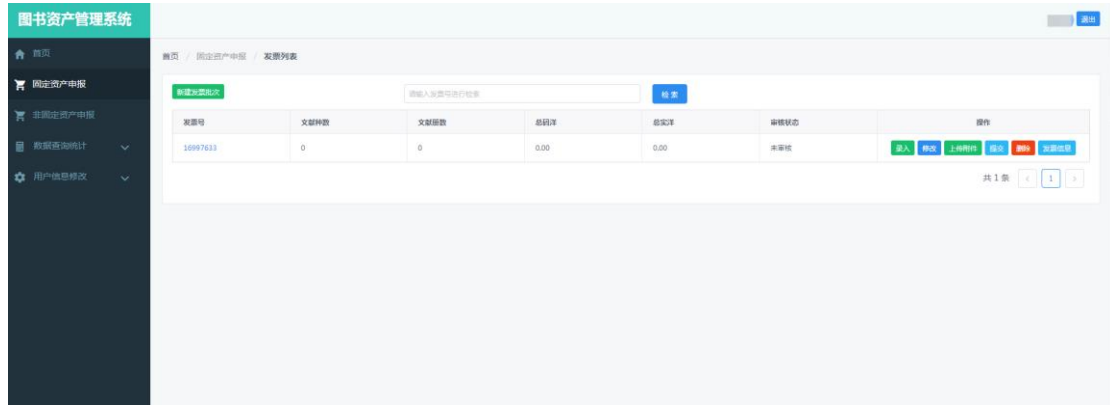 图书资产管理系统
退出
首页
固定资产申报
非固定资产申报
数据查询统计
用户信息修改
首页 / 固定资产申报 / 发票列表
新建发票批次 请输入发票号进行检索 检索
发票号 文献种数 文献册数 总码洋 总实洋 审核状态 操作
16997633 0 0 0.00 0.00 未审核 录入 修改 上传附件 提交 删除 发票信息
共 1 条 < 1 >